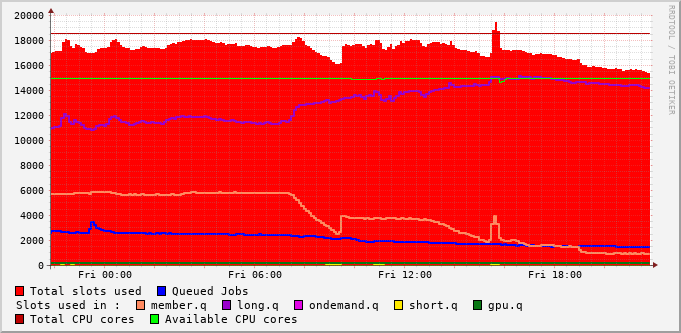 20000
18000
16000
14000
12000
10000
8000
6000
4000
2000
0
Fri 00:00 Fri 06:00 Fri 12:00 Fri 18:00
RRDTOOL / TOBI OETIKER
Total slots used Queued Jobs
Slots used in : member.q long.q ondemand.q short.q gpu.q
Total CPU cores Available CPU cores